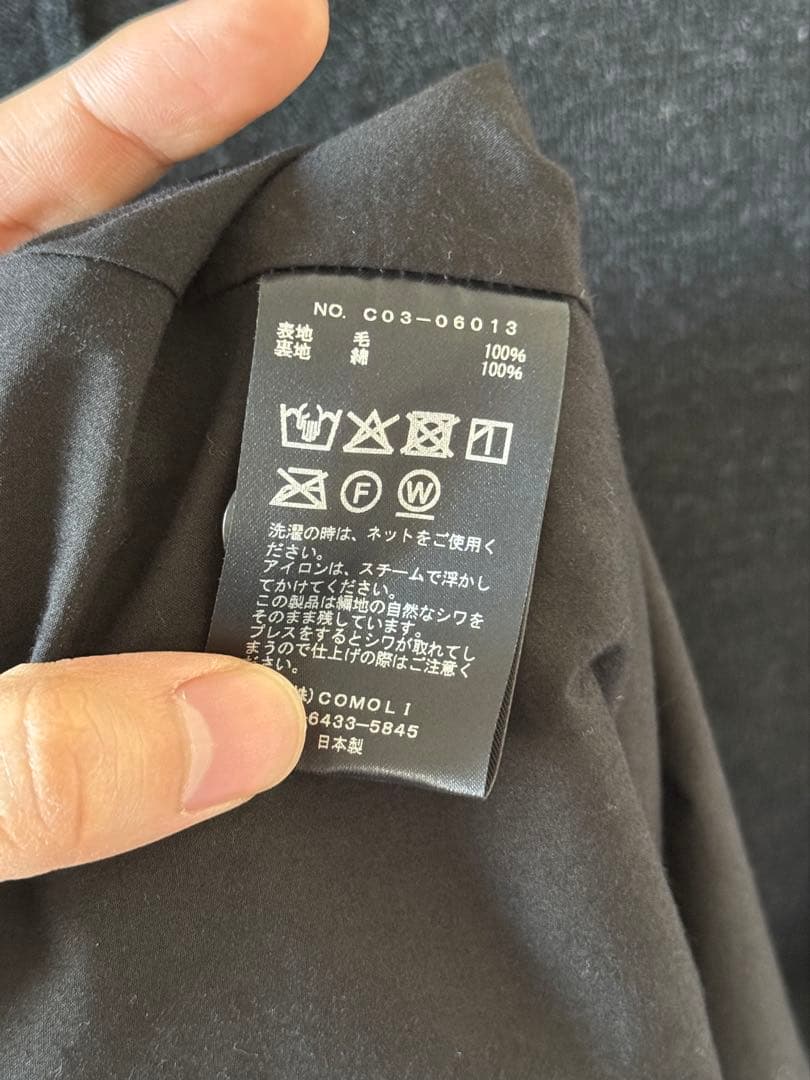 NO. C03-06013
表地 毛 100%
裏地 綿 100%
F W
洗濯の時は、ネットをご使用く
ださい。
アイロンは、スチームで浮かし
てかけてください。
この製品は編地の自然なシワを
そのまま残しています。
プレスをするとシワが取れてし
まうので仕上げの際はご注意く
ださい。
株)COMOLI
-6433-5845
日本製